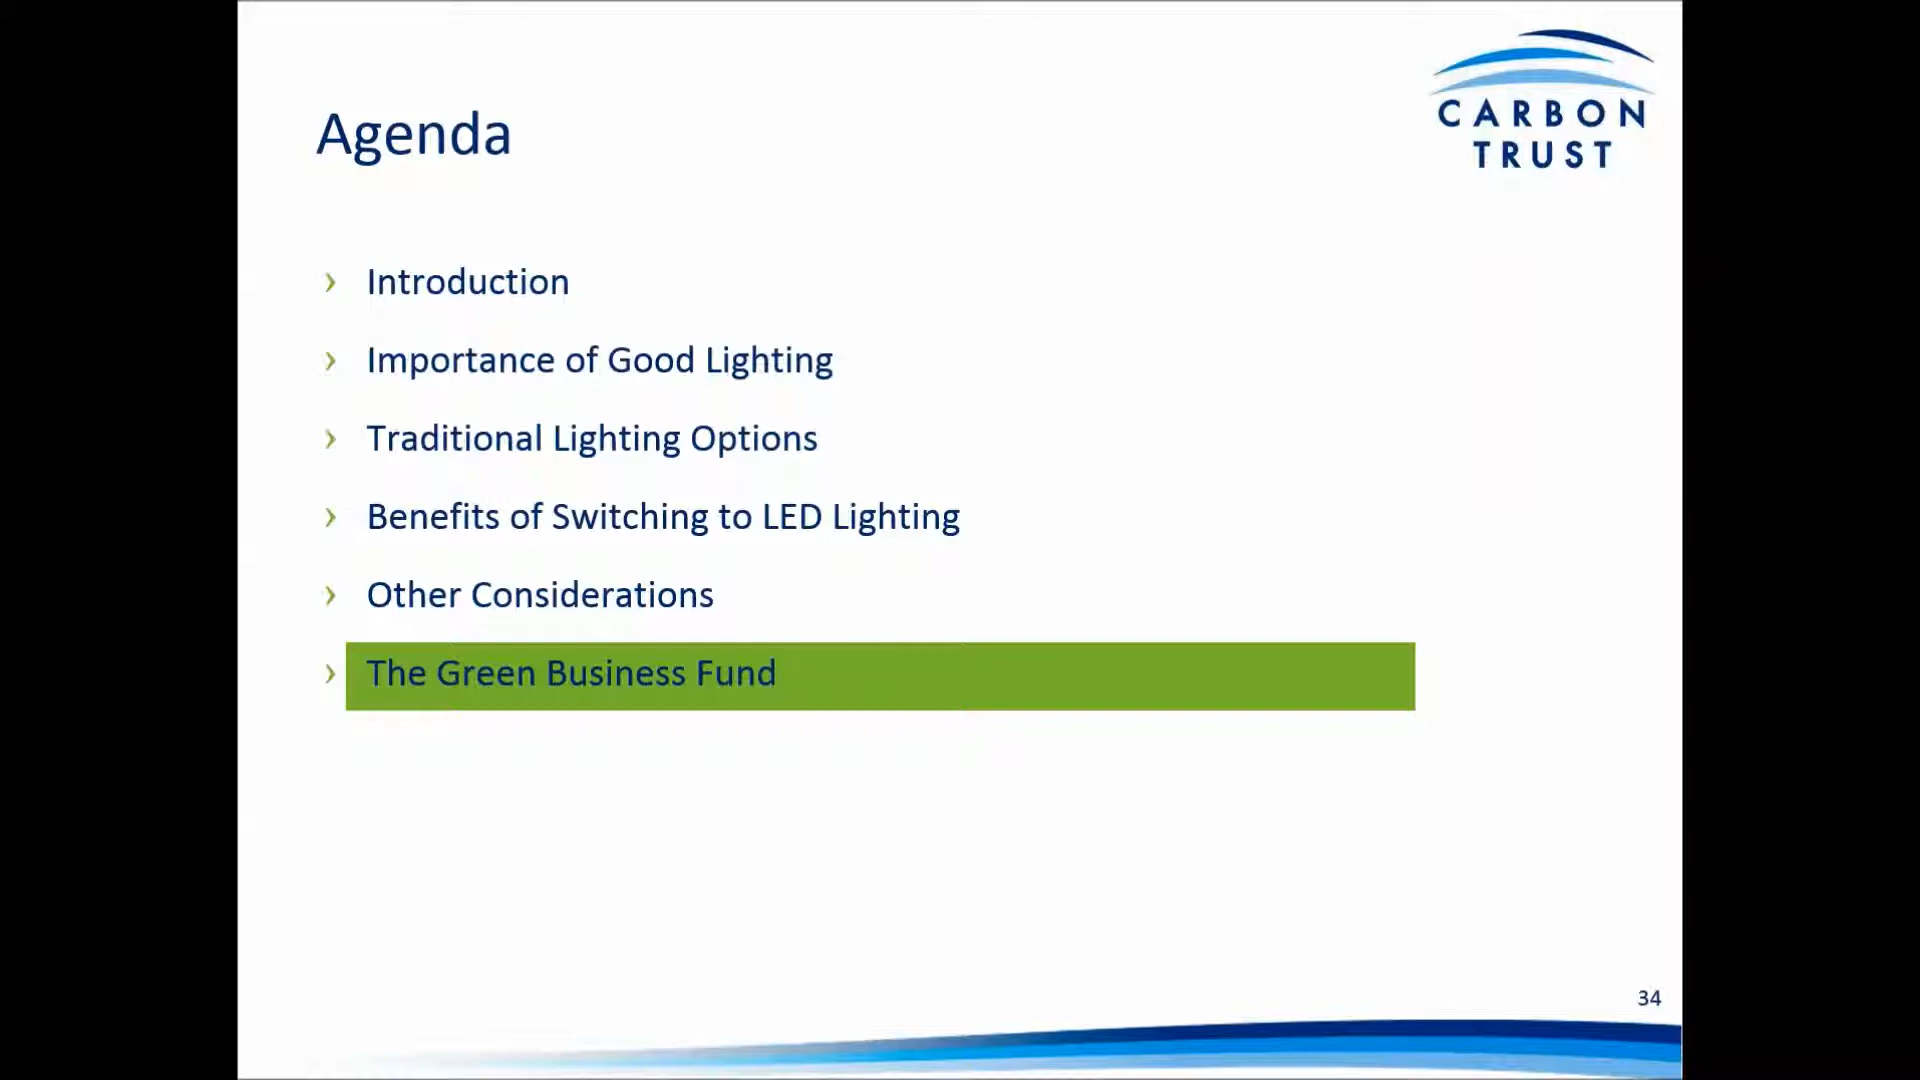 CARBON
TRUST
Agenda
› Introduction
› Importance of Good Lighting
› Traditional Lighting Options
› Benefits of Switching to LED Lighting
› Other Considerations
› The Green Business Fund
34